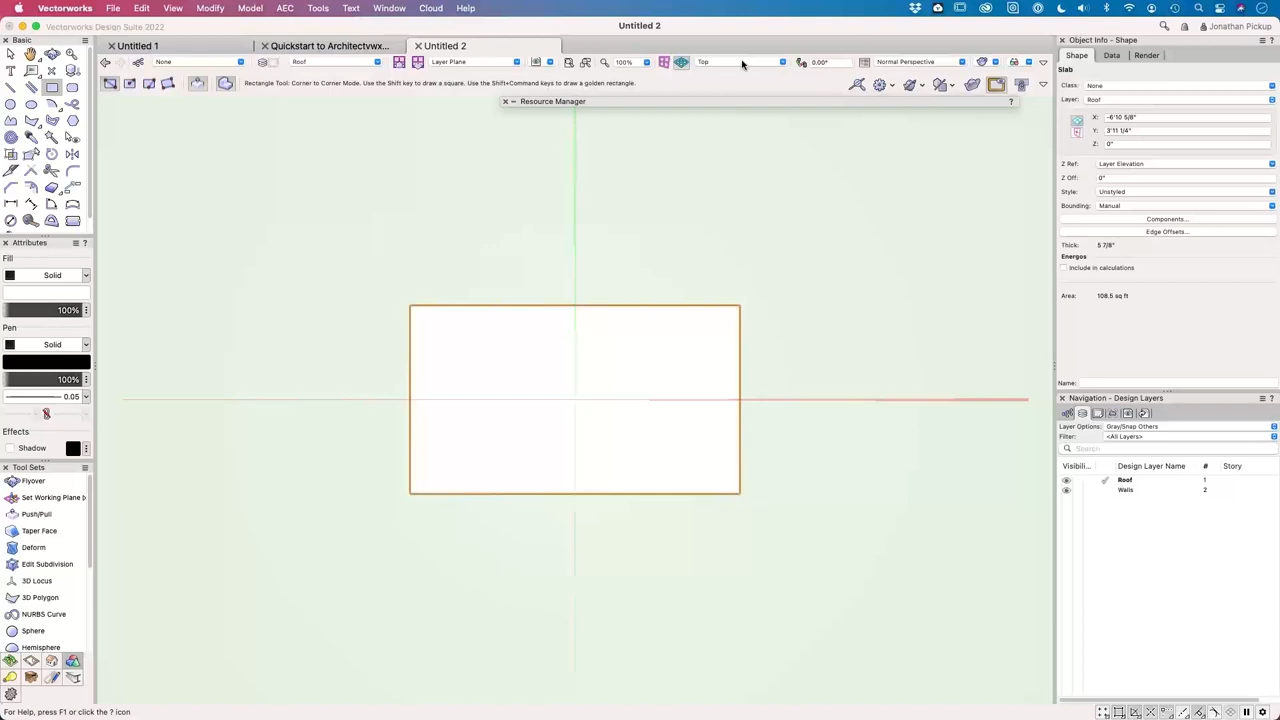 Vectorworks File Edit View Modify Model AEC Tools Text Window Cloud Help
Vectorworks Design Suite 2022
Untitled 2
Jonathan Pickup
Basic
Untitled 1
Quickstart to Architectvwx...
Untitled 2
None
Roof
Layer Plane
100%
Top
0.00°
Normal Perspective
Rectangle Tool: Corner to Corner Mode. Use the Shift key to draw a square. Use the Shift+Command keys to draw a golden rectangle.
Resource Manager
?
Attributes
?
Fill
Solid
100%
Pen
Solid
100%
0.05
Effects
Shadow
Tool Sets
Flyover
Set Working Plane
Push/Pull
Taper Face
Deform
Edit Subdivision
3D Locus
3D Polygon
NURBS Curve
Sphere
Hemisphere
For Help, press F1 or click the ? icon
Object Info - Shape
?
Shape Data Render
Slab
Class: None
Layer: Roof
X: -6'10 5/8"
Y: 3'11 1/4"
Z: 0"
Z Ref: Layer Elevation
Z Off: 0"
Style: Unstyled
Bounding: Manual
Components...
Edge Offsets...
Thick: 5 7/8"
Energos
Include in calculations
Area: 108.5 sq ft
Name:
Navigation - Design Layers
?
Layer Options: Gray/Snap Others
Filter: <All Layers>
Search
Visibili... Design Layer Name # Story
Roof 1
Walls 2